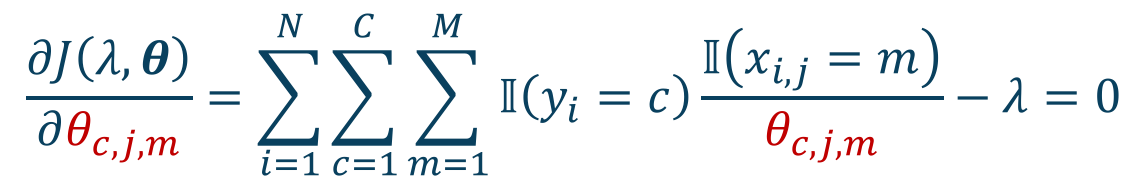 ∂J(λ, θ)/∂θ_{c,j,m} = ∑_{i=1}^{N} ∑_{c=1}^{C} ∑_{m=1}^{M} 𝕀(y_i = c) 𝕀(x_{i,j} = m)/θ_{c,j,m} − λ = 0